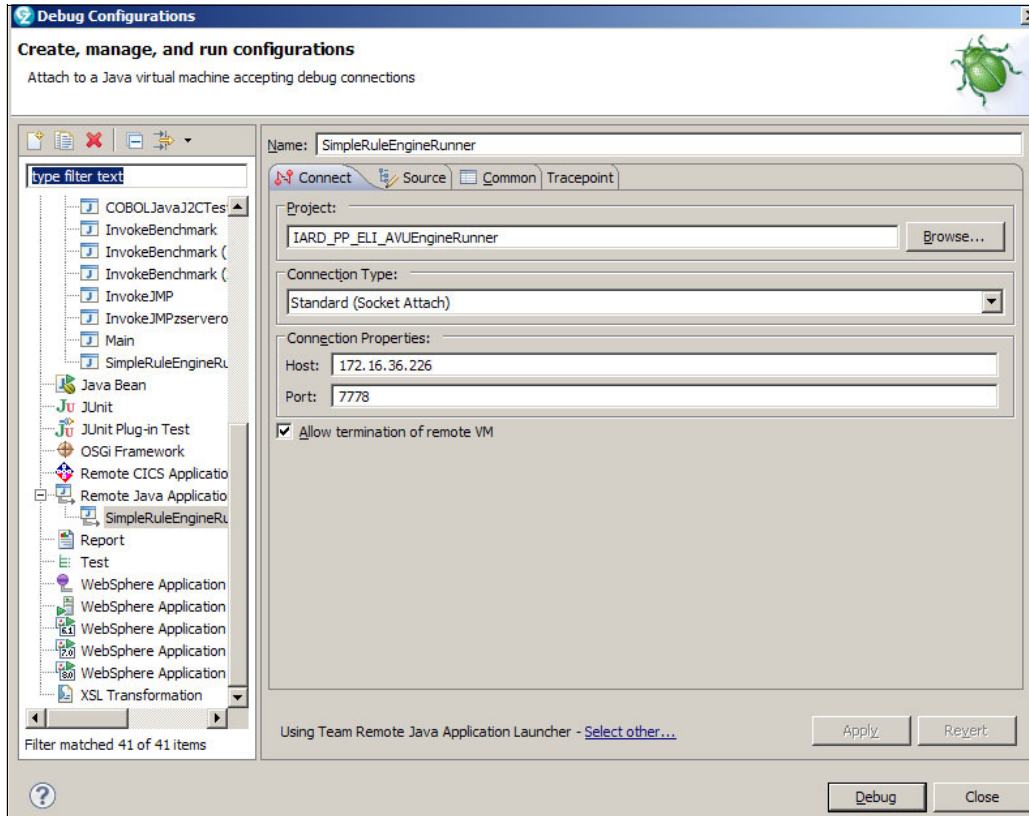 Debug Configurations
Create, manage, and run configurations
Attach to a Java virtual machine accepting debug connections
type filter text
COBOLJavaJ2CTes
InvokeBenchmark
InvokeBenchmark (
InvokeBenchmark (
InvokeJMP
InvokeJMPzservero
Main
SimpleRuleEngineRu
Java Bean
JUnit
JUnit Plug-in Test
OSGi Framework
Remote CICS Applicatio
Remote Java Applicatio
SimpleRuleEngineRu
Report
Test
WebSphere Application
WebSphere Application
WebSphere Application
WebSphere Application
WebSphere Application
XSL Transformation
Filter matched 41 of 41 items
Name: SimpleRuleEngineRunner
Connect Source Common Tracepoint
Project:
IARD_PP_ELI_AVUEngineRunner Browse...
Connection Type:
Standard (Socket Attach)
Connection Properties:
Host: 172.16.36.226
Port: 7778
Allow termination of remote VM
Using Team Remote Java Application Launcher - Select other...
Apply Revert
Debug Close